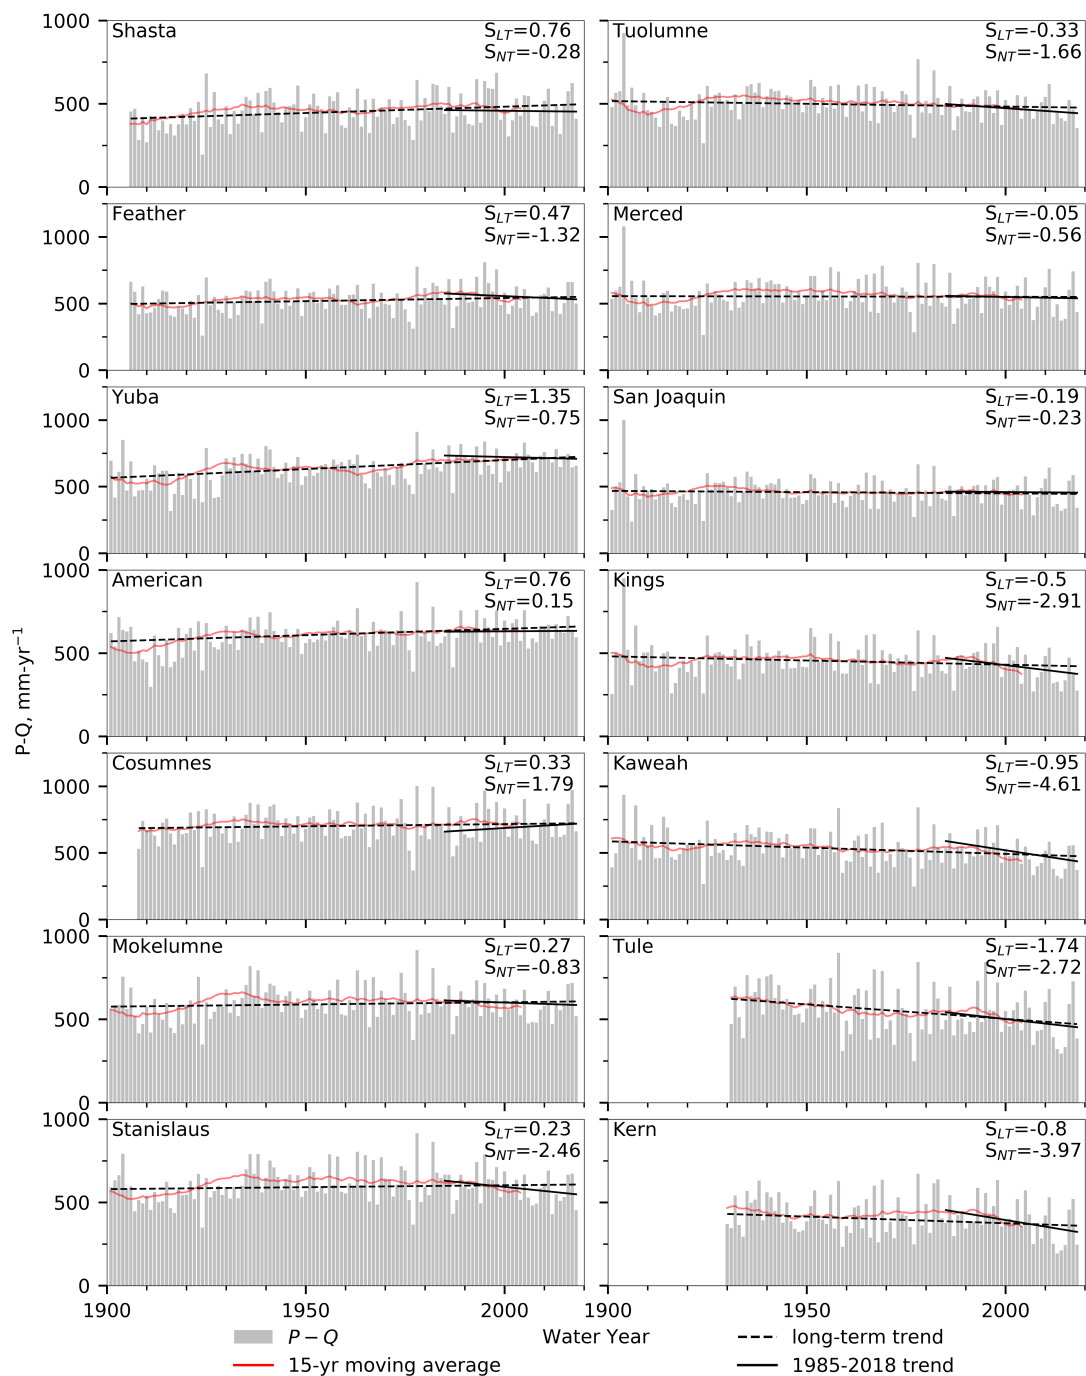 P-Q, mm-yr⁻¹
Shasta
S_LT=0.76
S_NT=-0.28
1000
500
0
Tuolumne
S_LT=-0.33
S_NT=-1.66
Feather
S_LT=0.47
S_NT=-1.32
1000
500
0
Merced
S_LT=-0.05
S_NT=-0.56
Yuba
S_LT=1.35
S_NT=-0.75
1000
500
0
San Joaquin
S_LT=-0.19
S_NT=-0.23
American
S_LT=0.76
S_NT=0.15
1000
500
0
Kings
S_LT=-0.5
S_NT=-2.91
Cosumnes
S_LT=0.33
S_NT=1.79
1000
500
0
Kaweah
S_LT=-0.95
S_NT=-4.61
Mokelumne
S_LT=0.27
S_NT=-0.83
1000
500
0
Tule
S_LT=-1.74
S_NT=-2.72
Stanislaus
S_LT=0.23
S_NT=-2.46
1000
500
0
Kern
S_LT=-0.8
S_NT=-3.97
1900 1950 2000 1900 1950 2000
Water Year
P − Q
15-yr moving average
long-term trend
1985-2018 trend